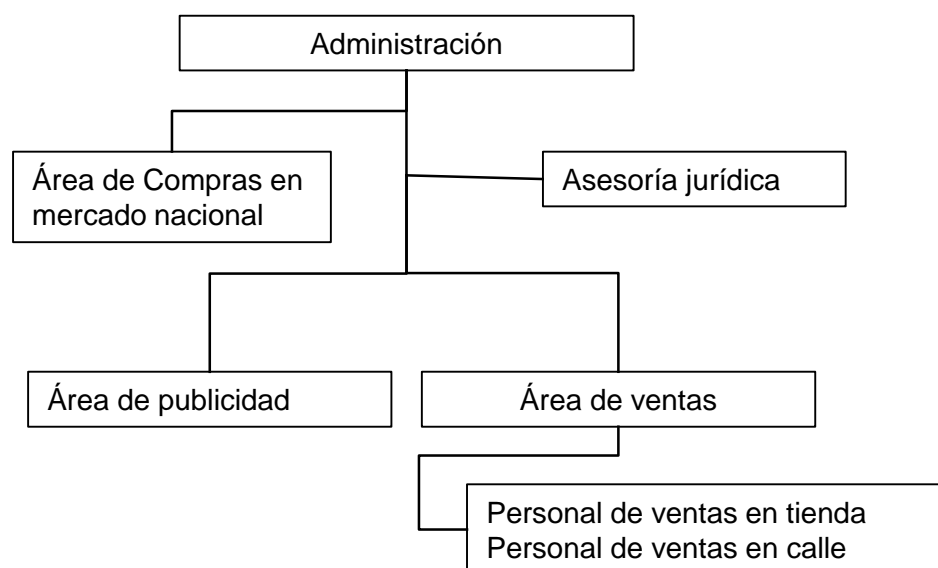 Administración
Área de Compras en
mercado nacional
Asesoría jurídica
Área de publicidad
Área de ventas
Personal de ventas en tienda
Personal de ventas en calle